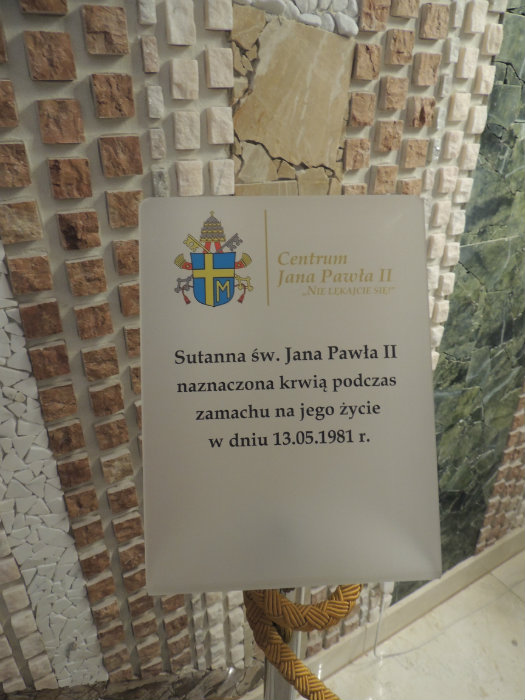 Centrum
Jana Pawła II
„NIE LĘKAJCIE SIĘ!”
M
Sutanna św. Jana Pawła II
naznaczona krwią podczas
zamachu na jego życie
w dniu 13.05.1981 r.